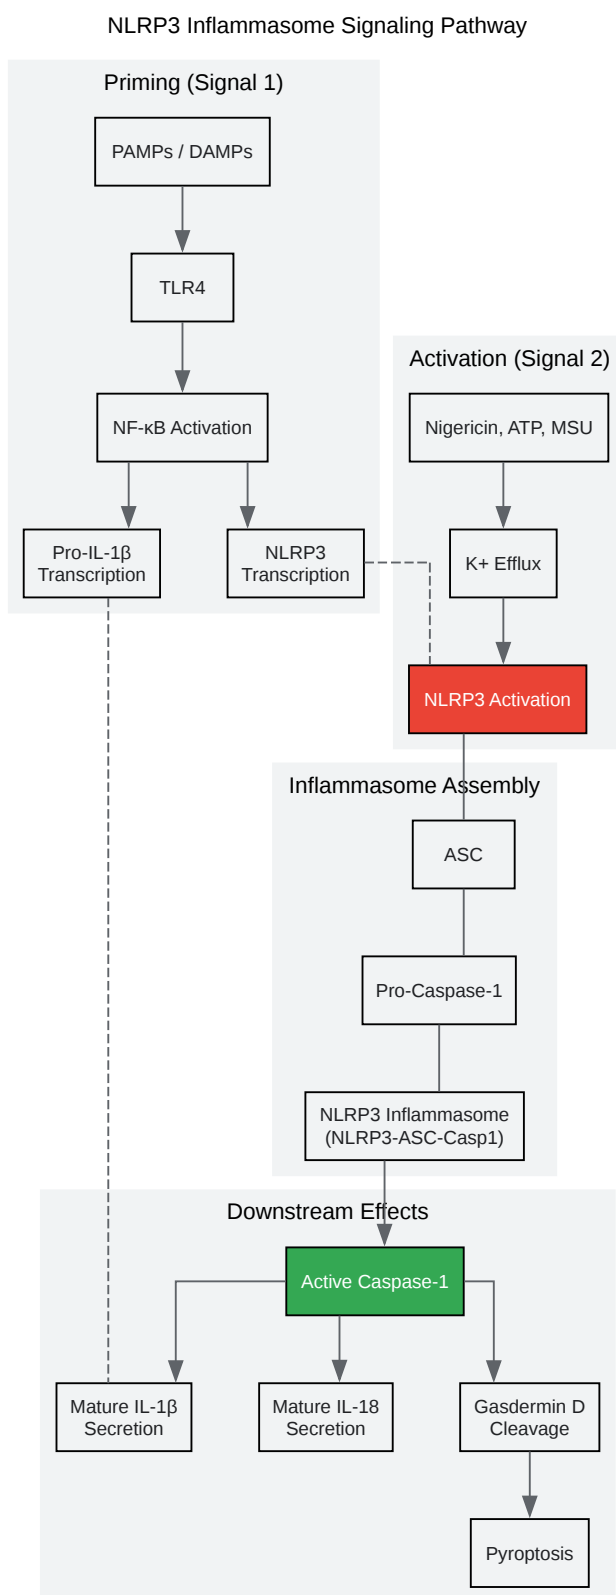 NLRP3 Inflammasome Signaling Pathway
Priming (Signal 1)
PAMPs / DAMPs
TLR4
NF-κB Activation
Pro-IL-1β
Transcription
NLRP3
Transcription
Activation (Signal 2)
Nigericin, ATP, MSU
K+ Efflux
NLRP3 Activation
Inflammasome Assembly
ASC
Pro-Caspase-1
NLRP3 Inflammasome
(NLRP3-ASC-Casp1)
Downstream Effects
Active Caspase-1
Mature IL-1β
Secretion
Mature IL-18
Secretion
Gasdermin D
Cleavage
Pyroptosis